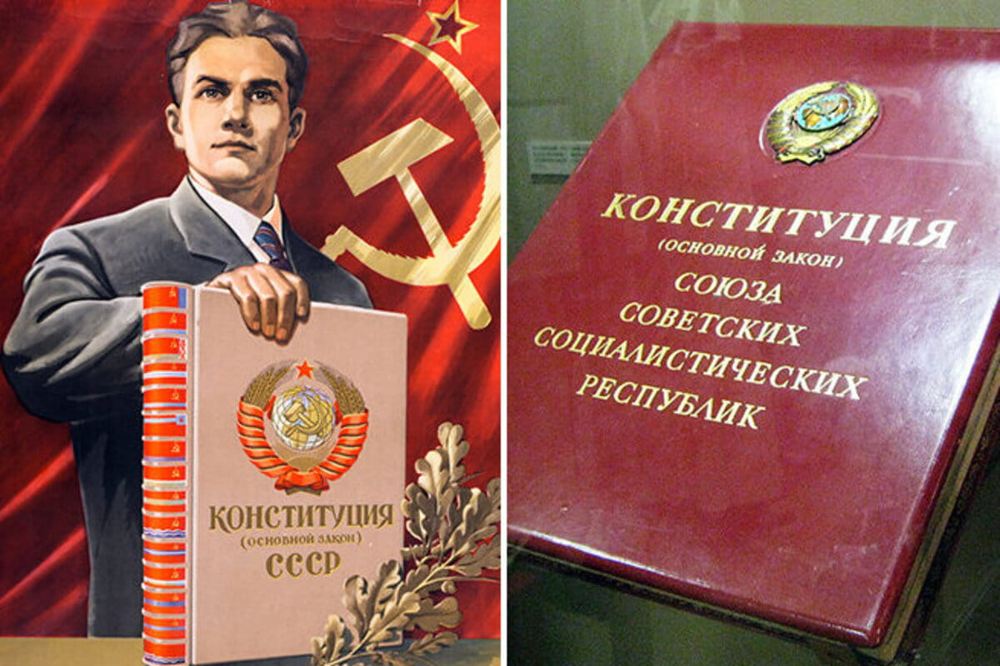 КОНСТИТУЦИЯ
(ОСНОВНОЙ ЗАКОН)
СССР
КОНСТИТУЦИЯ
(ОСНОВНОЙ ЗАКОН)
СОЮЗА
СОВЕТСКИХ
СОЦИАЛИСТИЧЕСКИХ
РЕСПУБЛИК